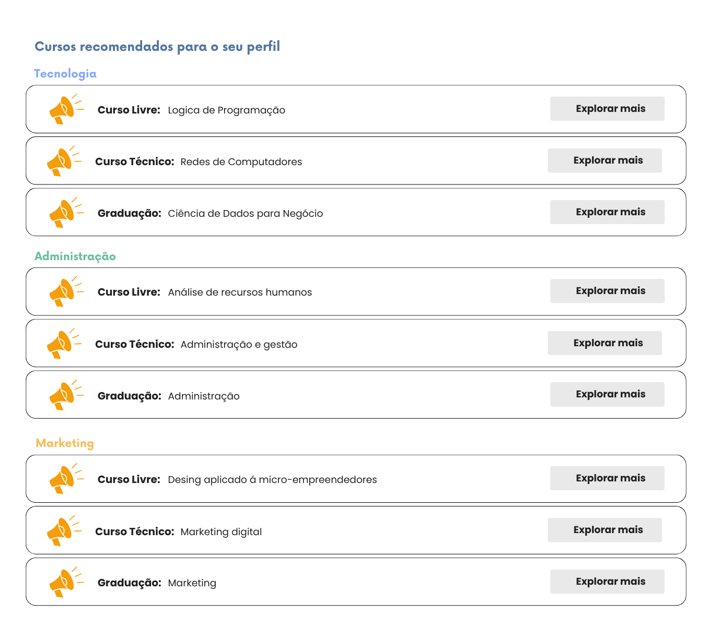 Cursos recomendados para o seu perfil
Tecnologia
Curso Livre: Logica de Programação Explorar mais
Curso Técnico: Redes de Computadores Explorar mais
Graduação: Ciência de Dados para Negócio Explorar mais
Administração
Curso Livre: Análise de recursos humanos Explorar mais
Curso Técnico: Administração e gestão Explorar mais
Graduação: Administração Explorar mais
Marketing
Curso Livre: Desing aplicado á micro-empreendedores Explorar mais
Curso Técnico: Marketing digital Explorar mais
Graduação: Marketing Explorar mais